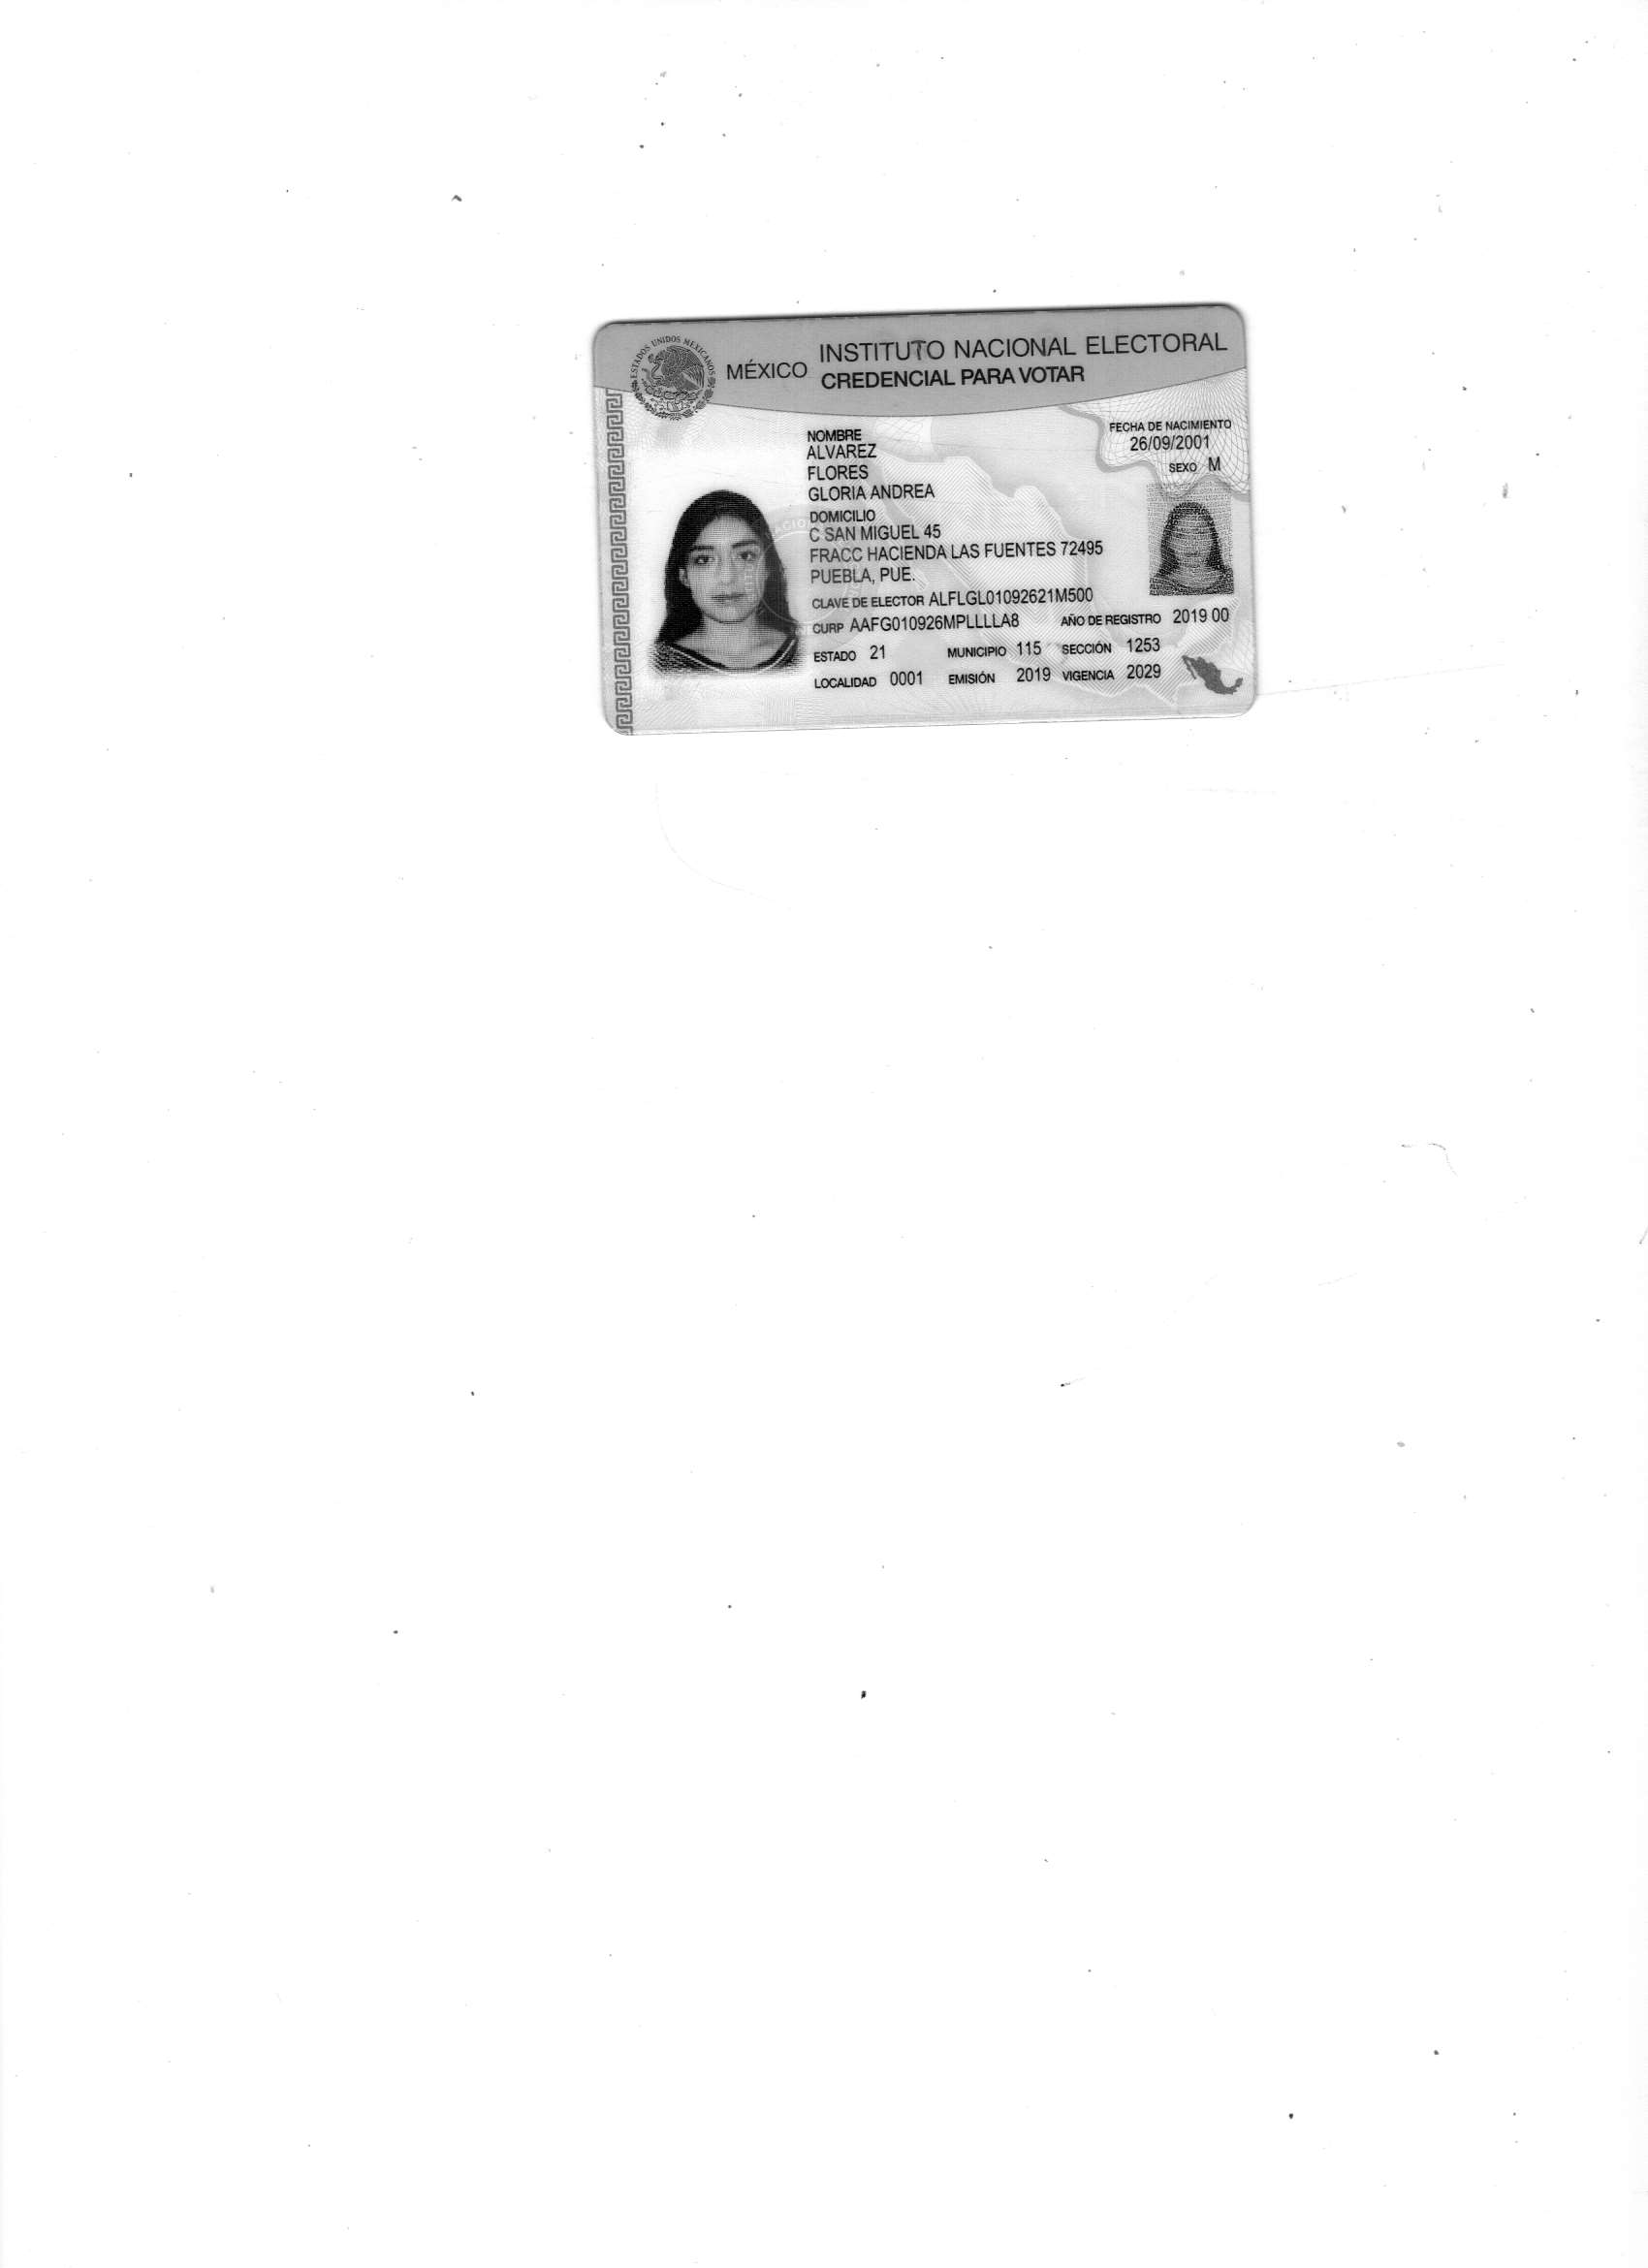 ESTADOS UNIDOS MEXICANOS
MÉXICO
INSTITUTO NACIONAL ELECTORAL
CREDENCIAL PARA VOTAR
NOMBRE
ALVAREZ
FLORES
GLORIA ANDREA
FECHA DE NACIMIENTO
26/09/2001
SEXO M
DOMICILIO
C SAN MIGUEL 45
FRACC HACIENDA LAS FUENTES 72495
PUEBLA, PUE.
CLAVE DE ELECTOR ALFLGL01092621M500
CURP AAFG010926MPLLLLA8 AÑO DE REGISTRO 2019 00
ESTADO 21 MUNICIPIO 115 SECCIÓN 1253
LOCALIDAD 0001 EMISIÓN 2019 VIGENCIA 2029